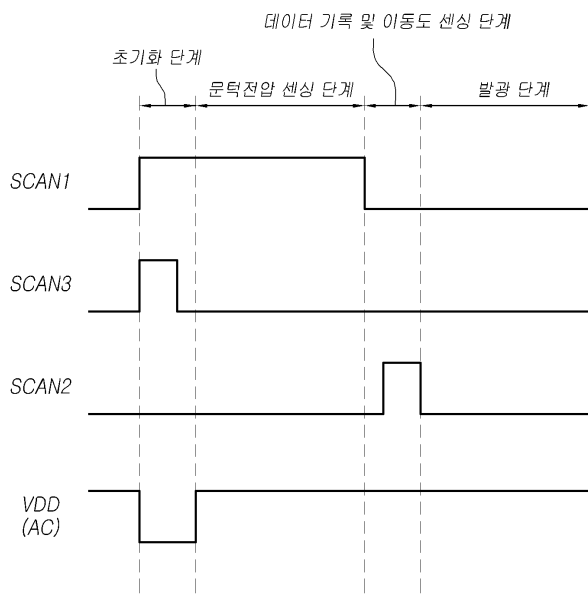 데이터 기록 및 이동도 센싱 단계
초기화 단계
문턱전압 센싱 단계
발광 단계
SCAN1
SCAN3
SCAN2
VDD
(AC)